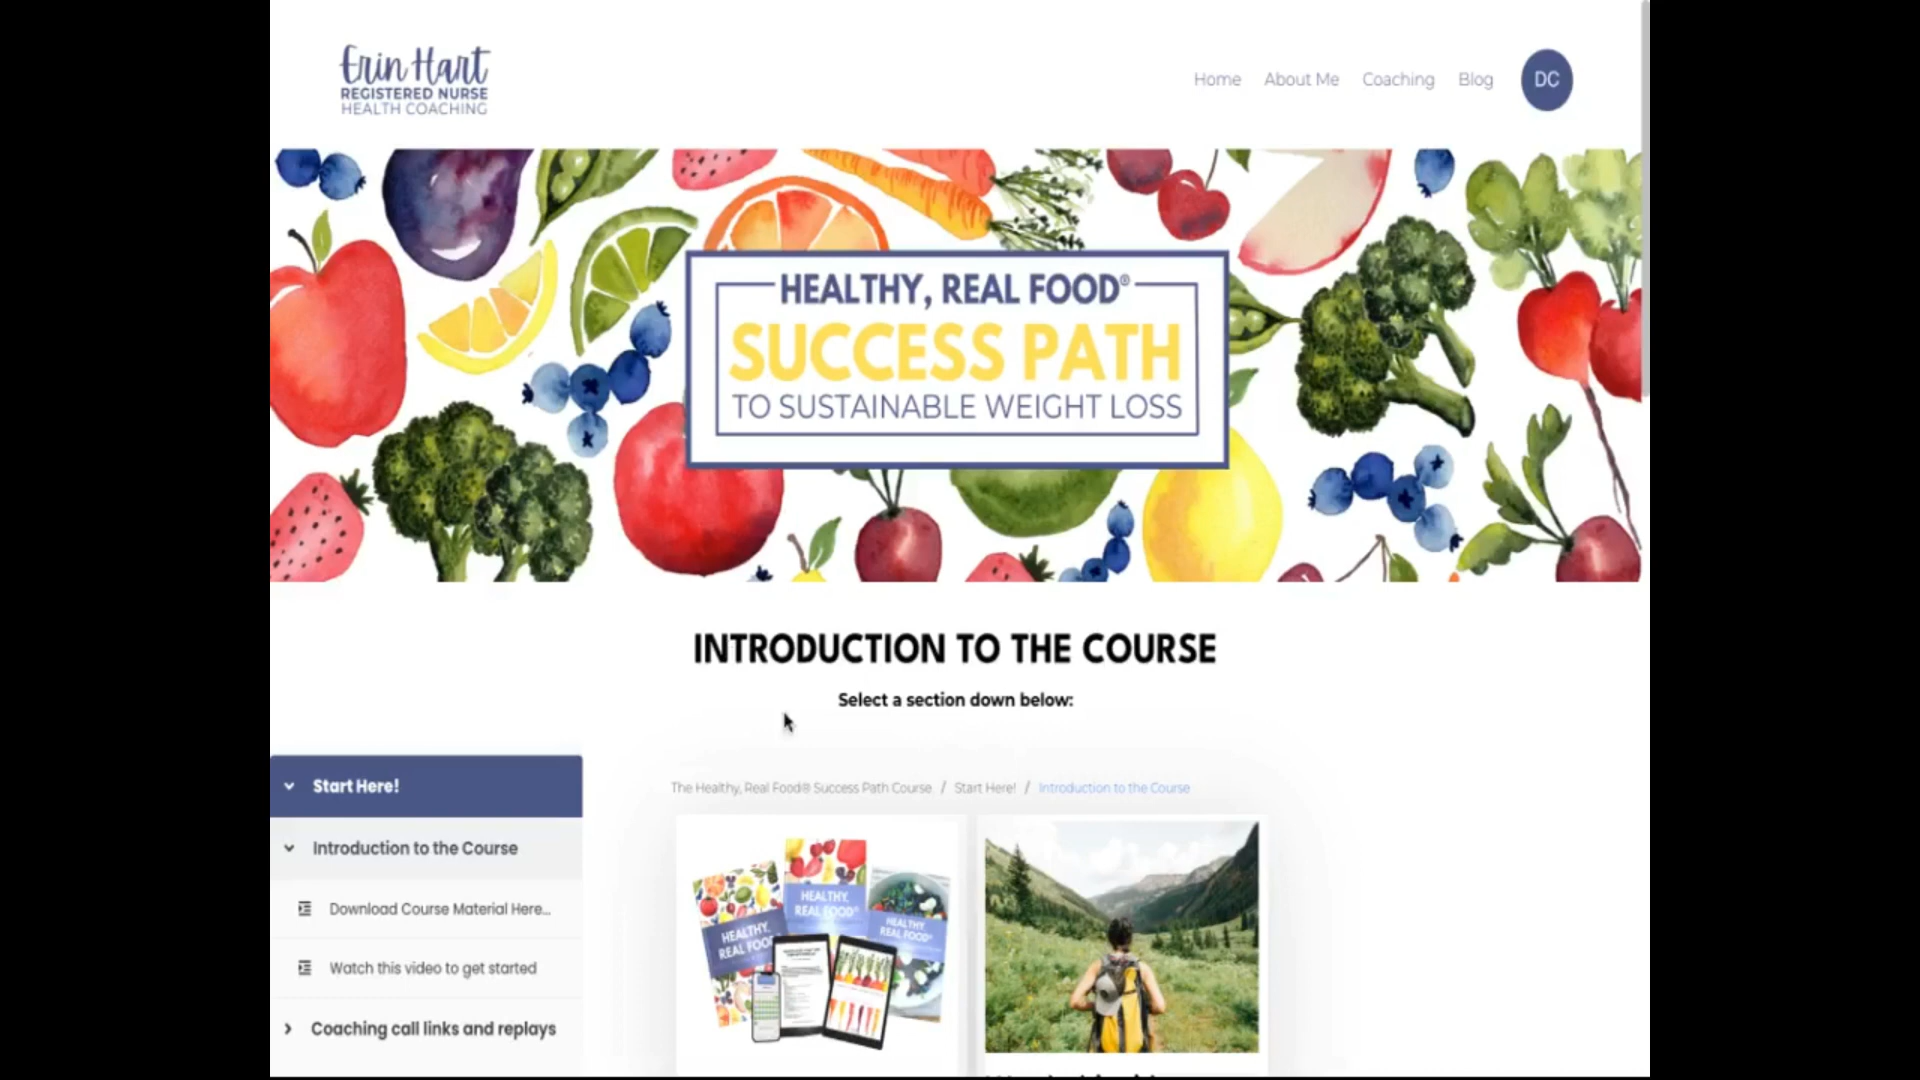 Erin Hart
REGISTERED NURSE
HEALTH COACHING
Home
About Me
Coaching
Blog
DC
HEALTHY, REAL FOOD®
SUCCESS PATH
TO SUSTAINABLE WEIGHT LOSS
INTRODUCTION TO THE COURSE
Select a section down below:
Start Here!
Introduction to the Course
Download Course Material Here...
Watch this video to get started
Coaching call links and replays
The Healthy, Real Food® Success Path Course / Start Here! / Introduction to the Course
HEALTHY,
REAL FOOD
HEALTHY,
REAL FOOD®
HEALTHY,
REAL FOOD®